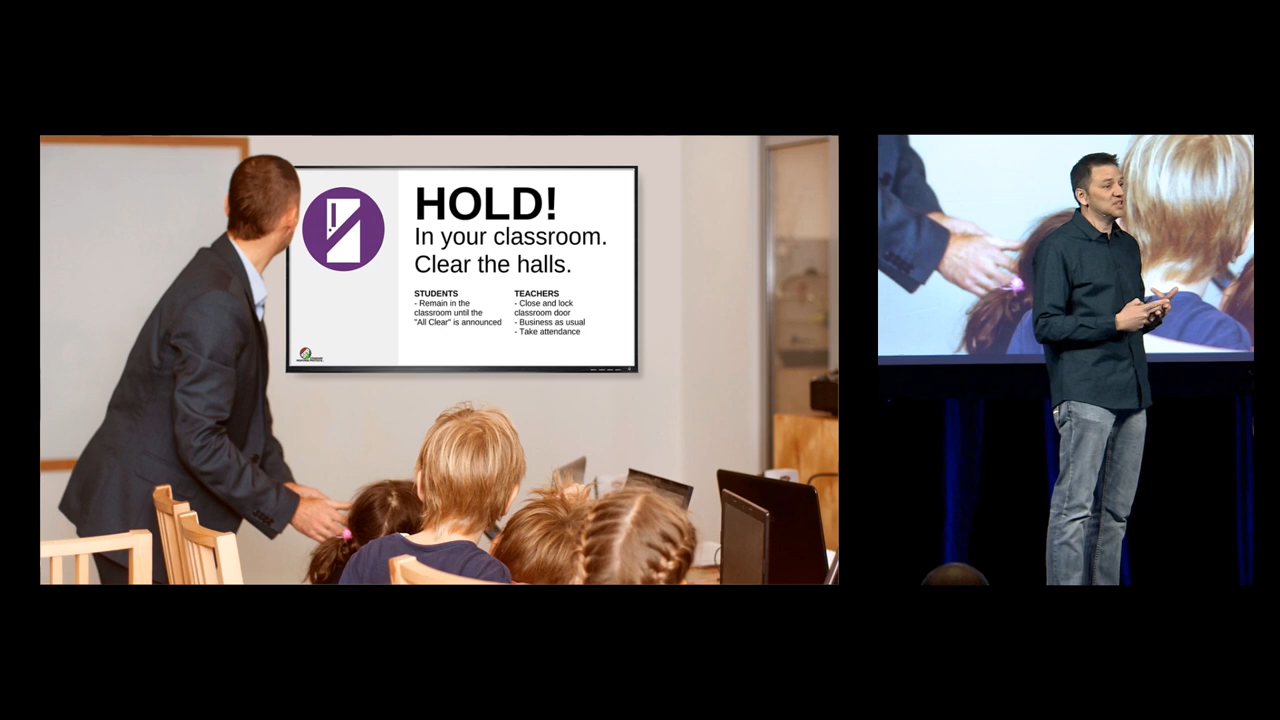 HOLD!
In your classroom.
Clear the halls.
STUDENTS
- Remain in the
classroom until the
"All Clear" is announced
TEACHERS
- Close and lock
classroom door
- Business as usual
- Take attendance